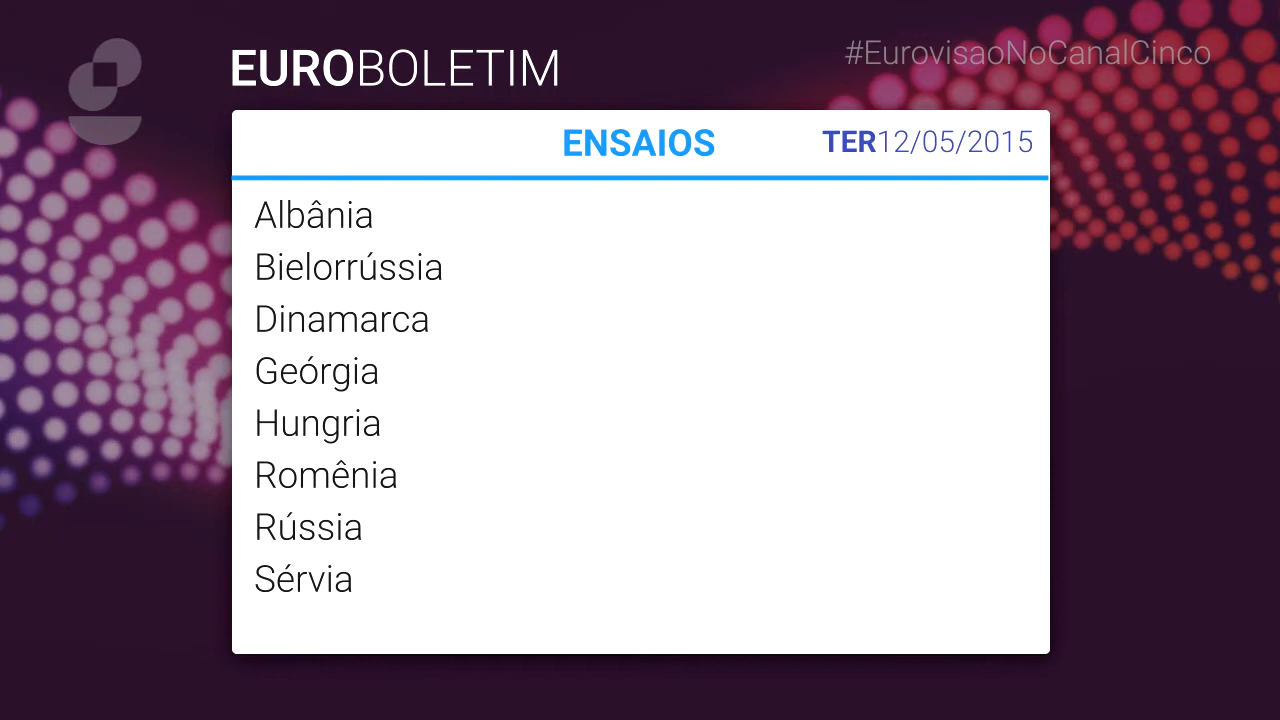 EUROBOLETIM
#EurovisaoNoCanalCinco
ENSAIOS
TER12/05/2015
Albânia
Bielorrússia
Dinamarca
Geórgia
Hungria
Romênia
Rússia
Sérvia